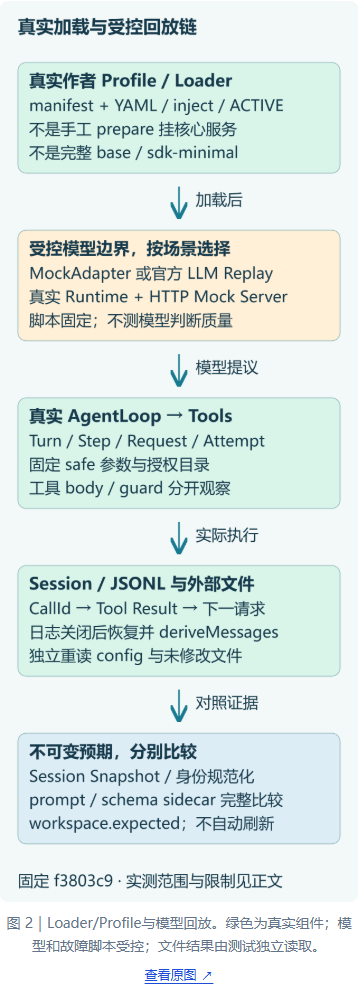 真实加载与受控回放链
真实作者 Profile / Loader
manifest + YAML / inject / ACTIVE
不是手工 prepare 挂核心服务
不是完整 base / sdk-minimal
加载后
受控模型边界，按场景选择
MockAdapter 或官方 LLM Replay
真实 Runtime + HTTP Mock Server
脚本固定；不测模型判断质量
模型提议
真实 AgentLoop → Tools
Turn / Step / Request / Attempt
固定 safe 参数与授权目录
工具 body / guard 分开观察
实际执行
Session / JSONL 与外部文件
CallId → Tool Result → 下一请求
日志关闭后恢复并 deriveMessages
独立重读 config 与未修改文件
对照证据
不可变预期，分别比较
Session Snapshot / 身份规范化
prompt / schema sidecar 完整比较
workspace.expected；不自动刷新
固定 f3803c9 · 实测范围与限制见正文
图 2｜Loader/Profile与模型回放。绿色为真实组件；模
型和故障脚本受控；文件结果由测试独立读取。
查看原图 ↗